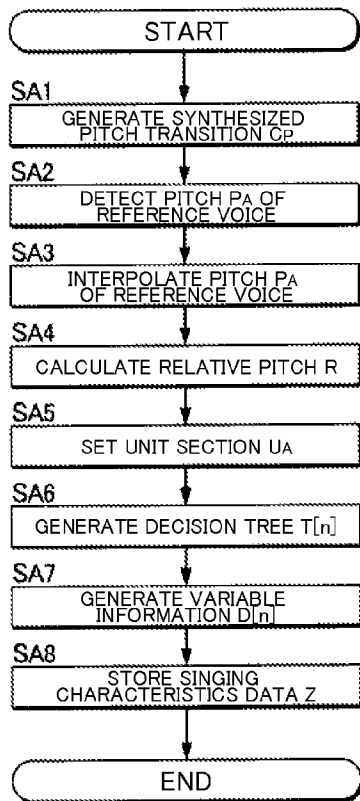 START
SA1
GENERATE SYNTHESIZED
PITCH TRANSITION CP
SA2
DETECT PITCH PA OF
REFERENCE VOICE
SA3
INTERPOLATE PITCH PA
OF REFERENCE VOICE
SA4
CALCULATE RELATIVE PITCH R
SA5
SET UNIT SECTION UA
SA6
GENERATE DECISION TREE T[n]
SA7
GENERATE VARIABLE
INFORMATION D[n]
SA8
STORE SINGING
CHARACTERISTICS DATA Z
END